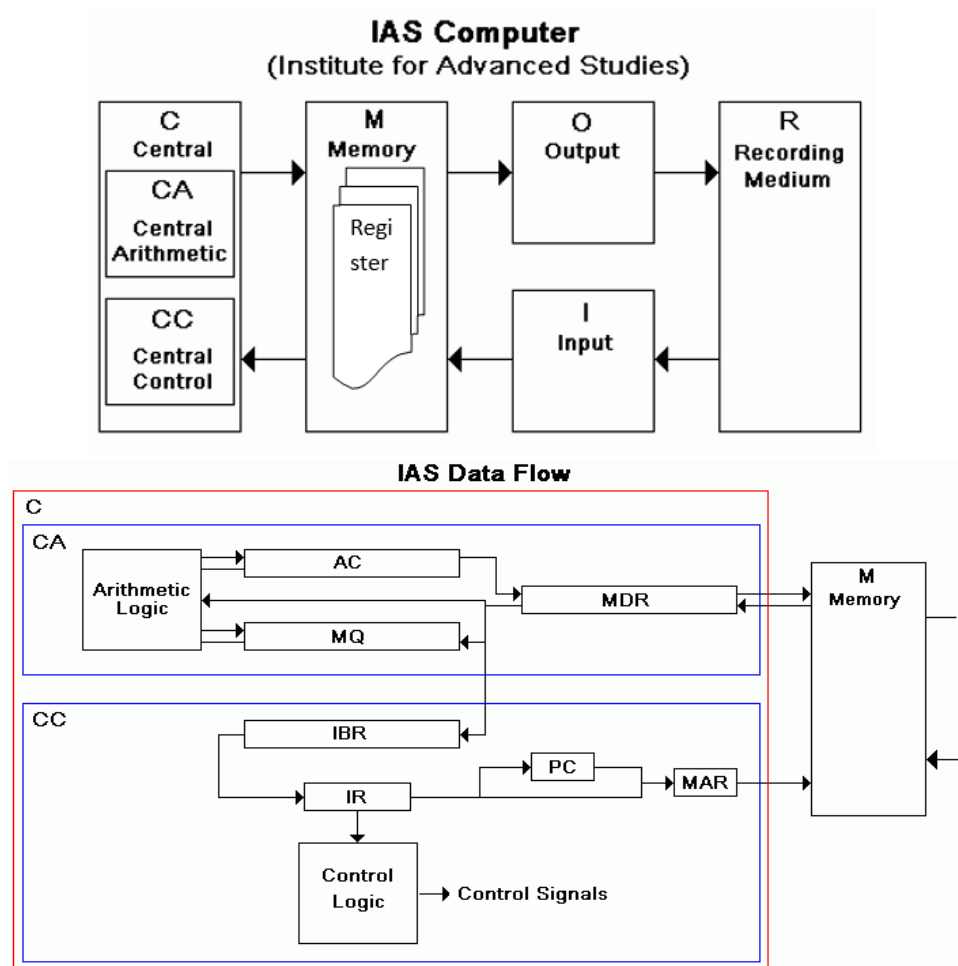 IAS Computer
(Institute for Advanced Studies)
C
Central
CA
Central
Arithmetic
CC
Central
Control
M
Memory
Regi
ster
O
Output
I
Input
R
Recording
Medium
IAS Data Flow
C
CA
Arithmetic
Logic
AC
MQ
MDR
M
Memory
CC
IBR
IR
PC
MAR
Control
Logic
Control Signals